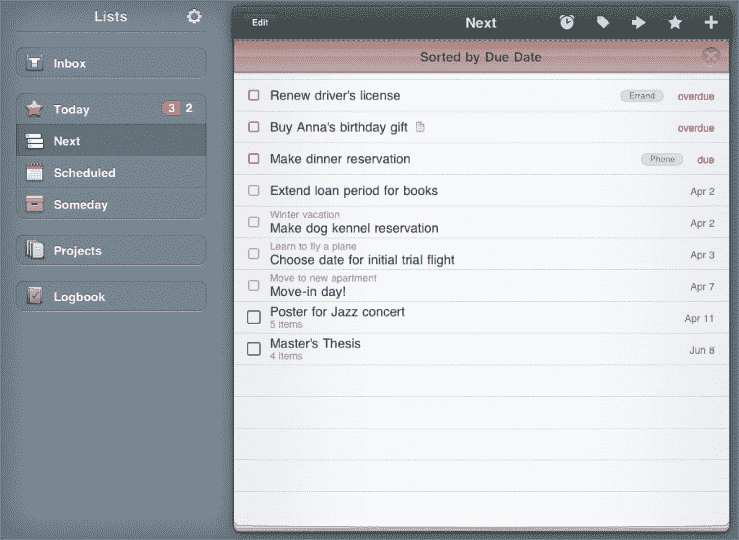 Lists
Inbox
Today 3 2
Next
Scheduled
Someday
Projects
Logbook
Edit Next
Sorted by Due Date
Renew driver's license Errand overdue
Buy Anna's birthday gift overdue
Make dinner reservation Phone due
Extend loan period for books Apr 2
Winter vacation
Make dog kennel reservation Apr 2
Learn to fly a plane
Choose date for initial trial flight Apr 3
Move to new apartment
Move-in day! Apr 7
Poster for Jazz concert Apr 11
5 items
Master's Thesis Jun 8
4 items